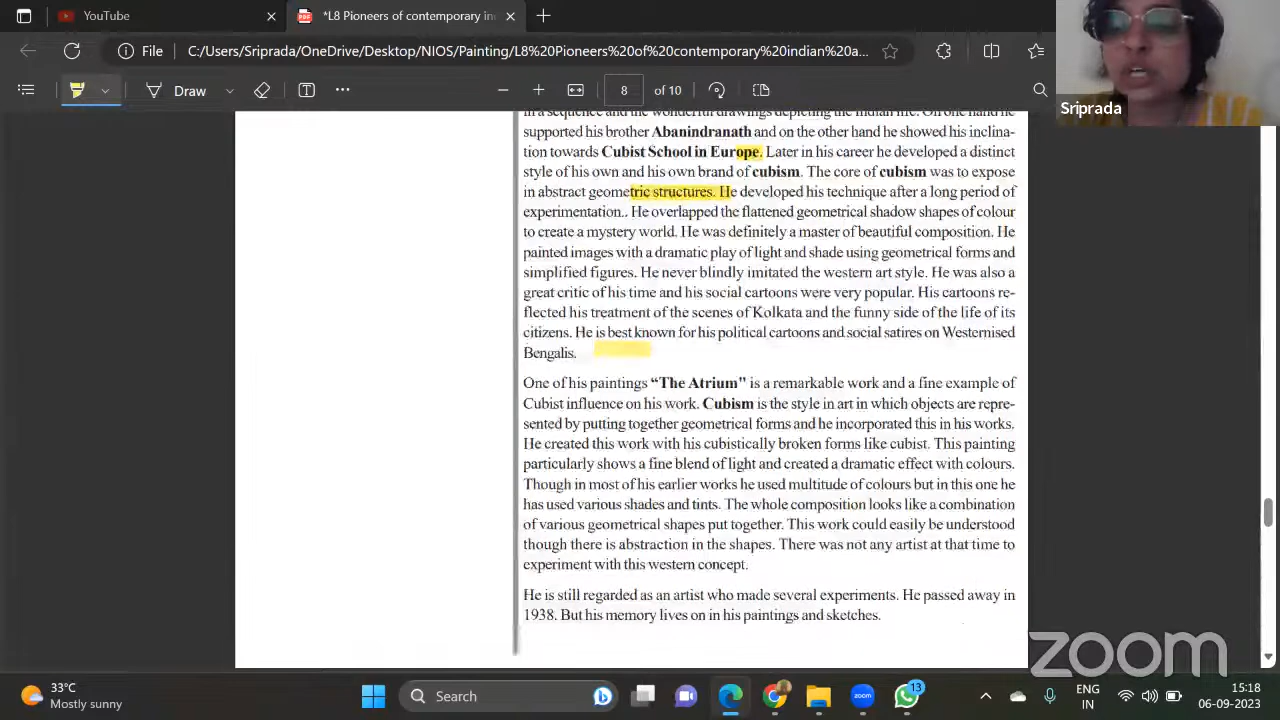 YouTube
*L8 Pioneers of contemporary in
File
C:/Users/Sriprada/OneDrive/Desktop/NIOS/Painting/L8%20Pioneers%20of%20contemporary%20indian%20a...
Draw
8 of 10
Sriprada
in a sequence and the wonderful drawings depicting the Indian life. On one hand he
supported his brother Abanindranath and on the other hand he showed his inclina-
tion towards Cubist School in Europe. Later in his career he developed a distinct
style of his own and his own brand of cubism. The core of cubism was to expose
in abstract geometric structures. He developed his technique after a long period of
experimentation.. He overlapped the flattened geometrical shadow shapes of colour
to create a mystery world. He was definitely a master of beautiful composition. He
painted images with a dramatic play of light and shade using geometrical forms and
simplified figures. He never blindly imitated the western art style. He was also a
great critic of his time and his social cartoons were very popular. His cartoons re-
flected his treatment of the scenes of Kolkata and the funny side of the life of its
citizens. He is best known for his political cartoons and social satires on Westernised
Bengalis.
One of his paintings “The Atrium" is a remarkable work and a fine example of
Cubist influence on his work. Cubism is the style in art in which objects are repre-
sented by putting together geometrical forms and he incorporated this in his works.
He created this work with his cubistically broken forms like cubist. This painting
particularly shows a fine blend of light and created a dramatic effect with colours.
Though in most of his earlier works he used multitude of colours but in this one he
has used various shades and tints. The whole composition looks like a combination
of various geometrical shapes put together. This work could easily be understood
though there is abstraction in the shapes. There was not any artist at that time to
experiment with this western concept.
He is still regarded as an artist who made several experiments. He passed away in
1938. But his memory lives on in his paintings and sketches.
zoom
33°C
Mostly sunny
Search
zoom
13
ENG
IN
15:18
06-09-2023